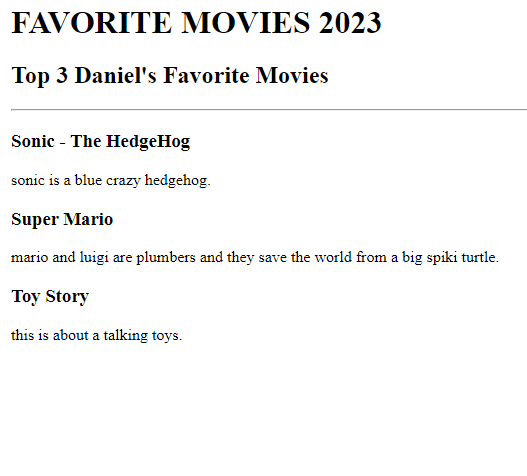 FAVORITE MOVIES 2023
Top 3 Daniel's Favorite Movies
Sonic - The HedgeHog
sonic is a blue crazy hedgehog.
Super Mario
mario and luigi are plumbers and they save the world from a big spiki turtle.
Toy Story
this is about a talking toys.